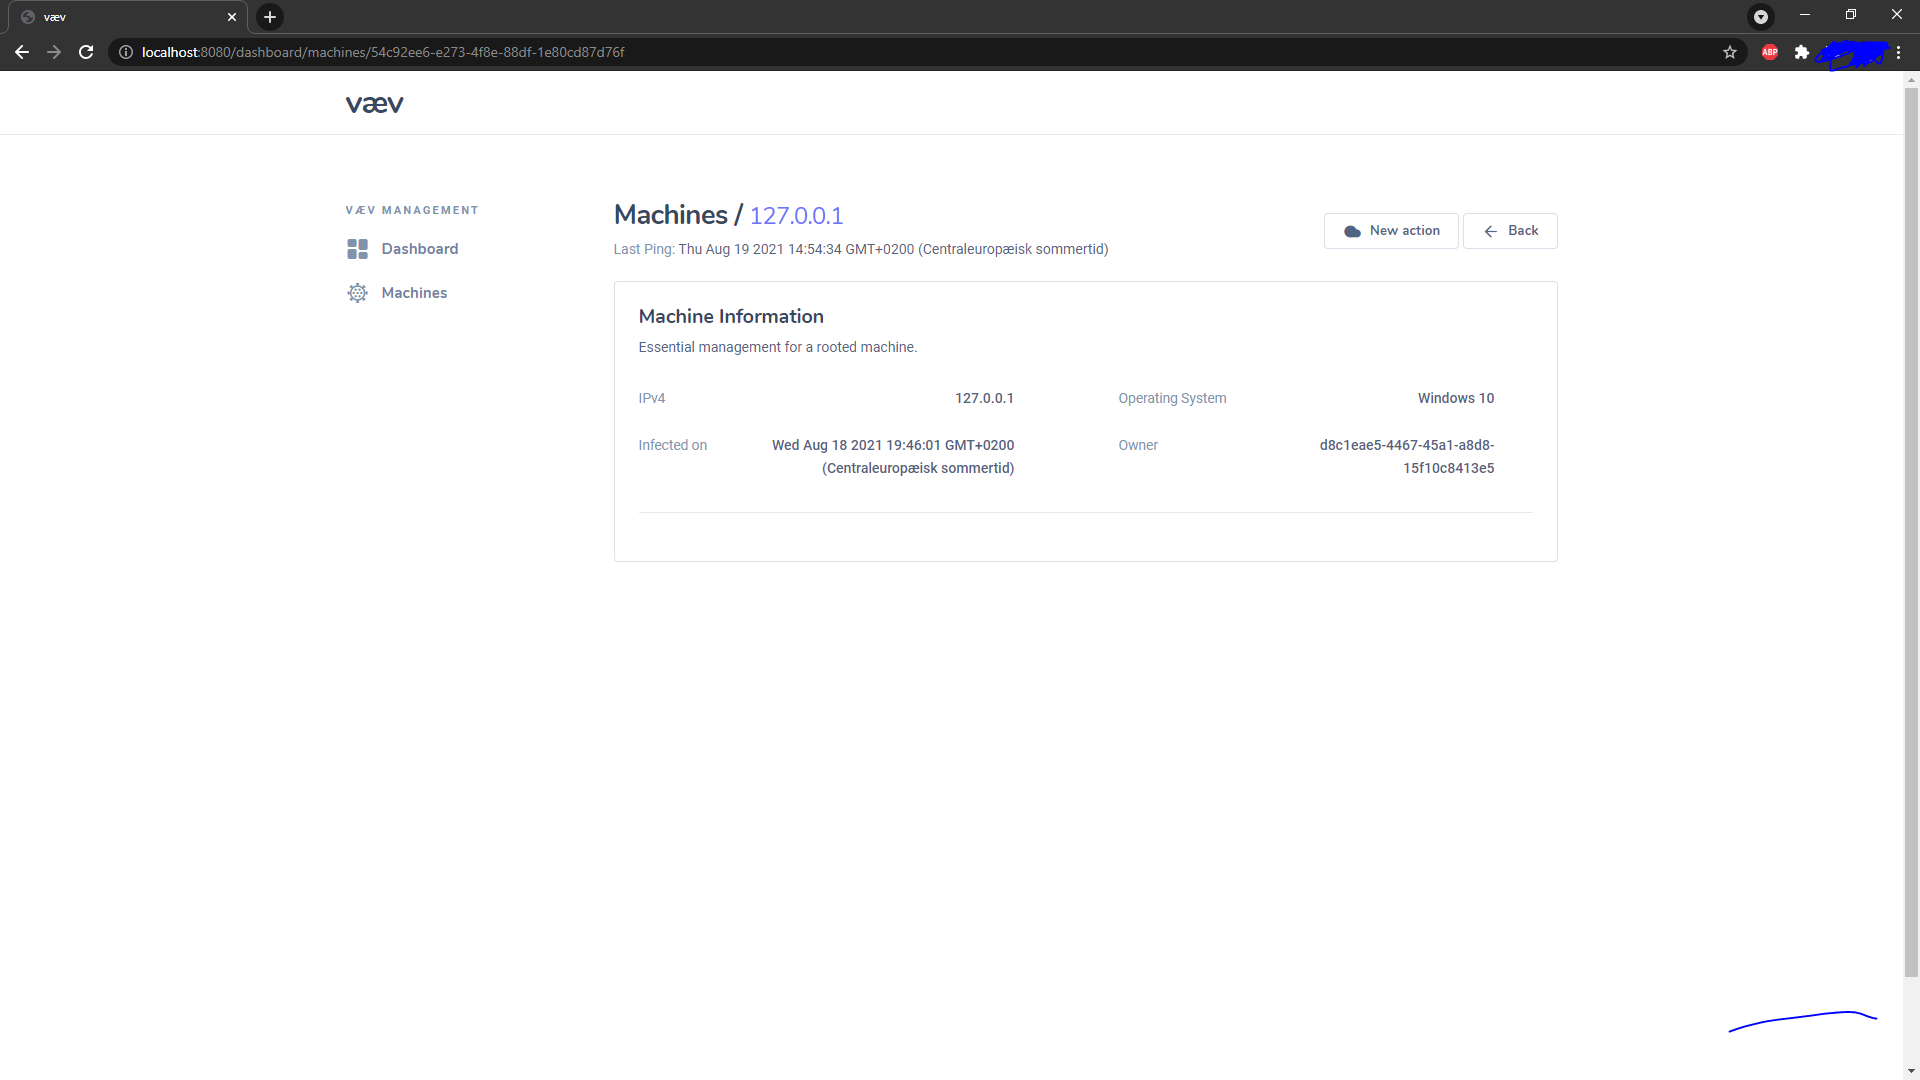 væv
localhost:8080/dashboard/machines/54c92ee6-e273-4f8e-88df-1e80cd87d76f
ABP
væv
VÆV MANAGEMENT
Dashboard
Machines
Machines / 127.0.0.1
Last Ping: Thu Aug 19 2021 14:54:34 GMT+0200 (Centraleuropæisk sommertid)
New action
Back
Machine Information
Essential management for a rooted machine.
IPv4 127.0.0.1 Operating System Windows 10
Infected on Wed Aug 18 2021 19:46:01 GMT+0200 Owner d8c1eae5-4467-45a1-a8d8-
(Centraleuropæisk sommertid) 15f10c8413e5